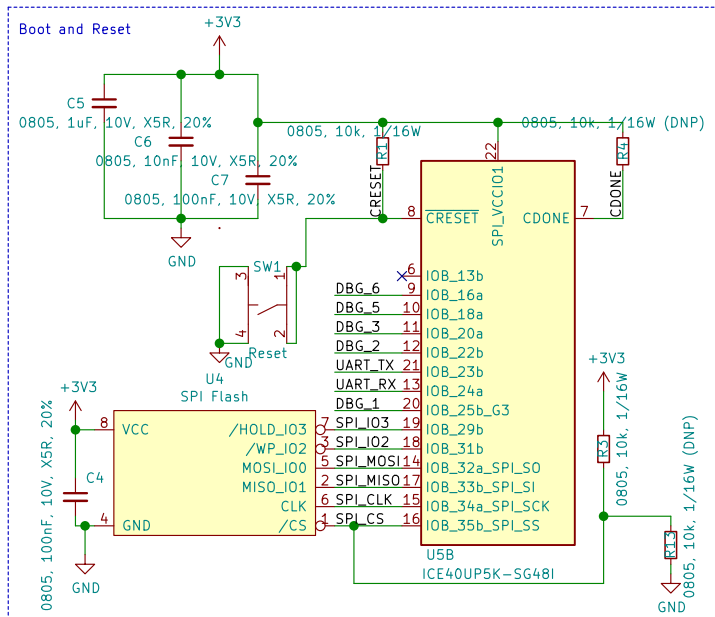 Boot and Reset
+3V3
C5
0805, 1uF, 10V, X5R, 20%
C6
0805, 10nF, 10V, X5R, 20%
C7
0805, 100nF, 10V, X5R, 20%
GND
0805, 10k, 1/16W
R1
CRESET
0805, 10k, 1/16W (DNP)
R4
CDONE
22
SPI_VCCIO1
8
CRESET
CDONE
7
SW1
3
1
4
2
Reset
GND
6
IOB_13b
DBG_6
9
IOB_16a
DBG_5
10
IOB_18a
DBG_3
11
IOB_20a
DBG_2
12
IOB_22b
UART_TX
21
IOB_23b
UART_RX
13
IOB_24a
DBG_1
20
IOB_25b_G3
SPI_IO3
19
IOB_29b
SPI_IO2
18
IOB_31b
SPI_MOSI
14
IOB_32a_SPI_SO
SPI_MISO
17
IOB_33b_SPI_SI
SPI_CLK
15
IOB_34a_SPI_SCK
SPI_CS
16
IOB_35b_SPI_SS
U5B
ICE40UP5K-SG48I
U4
SPI Flash
+3V3
8
VCC
/HOLD_IO3
7
/WP_IO2
3
MOSI_IO0
5
MISO_IO1
2
CLK
6
4
GND
/CS
1
C4
0805, 100nF, 10V, X5R, 20%
GND
+3V3
R3
0805, 10k, 1/16W
R13
0805, 10k, 1/16W (DNP)
GND